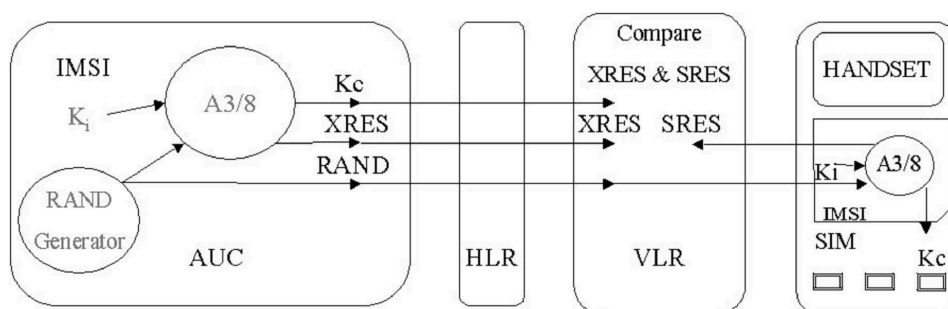 IMSI
Ki
A3/8
RAND
Generator
AUC
Kc
XRES
RAND
HLR
Compare
XRES & SRES
XRES SRES
VLR
HANDSET
Ki
A3/8
IMSI
SIM
Kc